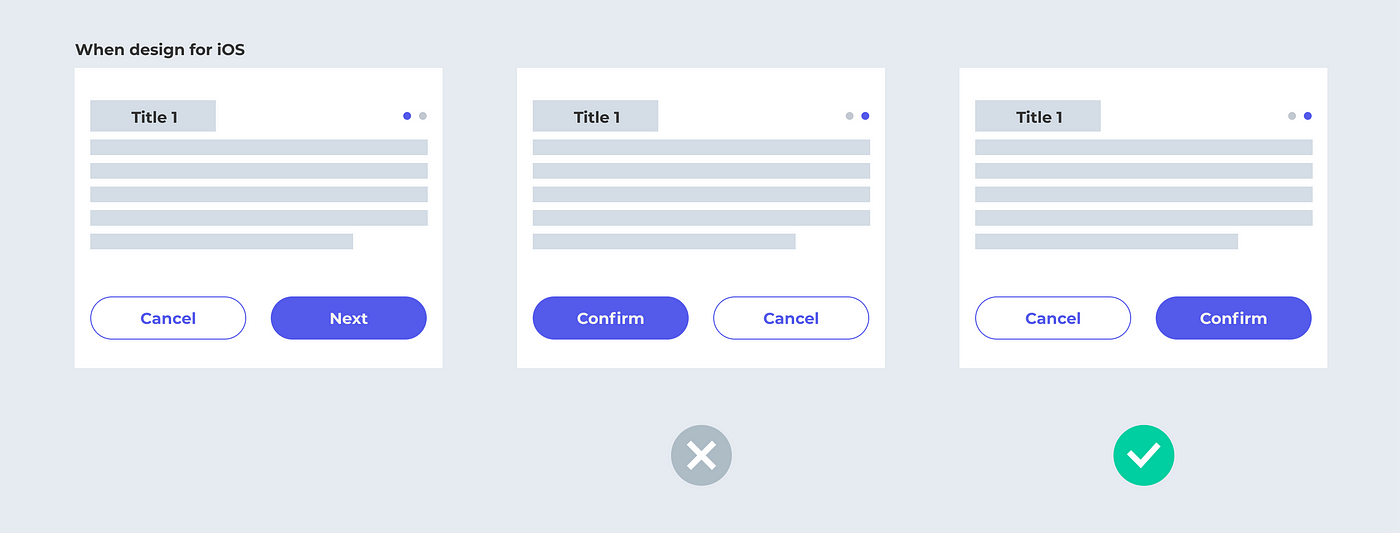 When design for iOS
Title 1
Cancel
Next
Title 1
Confirm
Cancel
Title 1
Cancel
Confirm